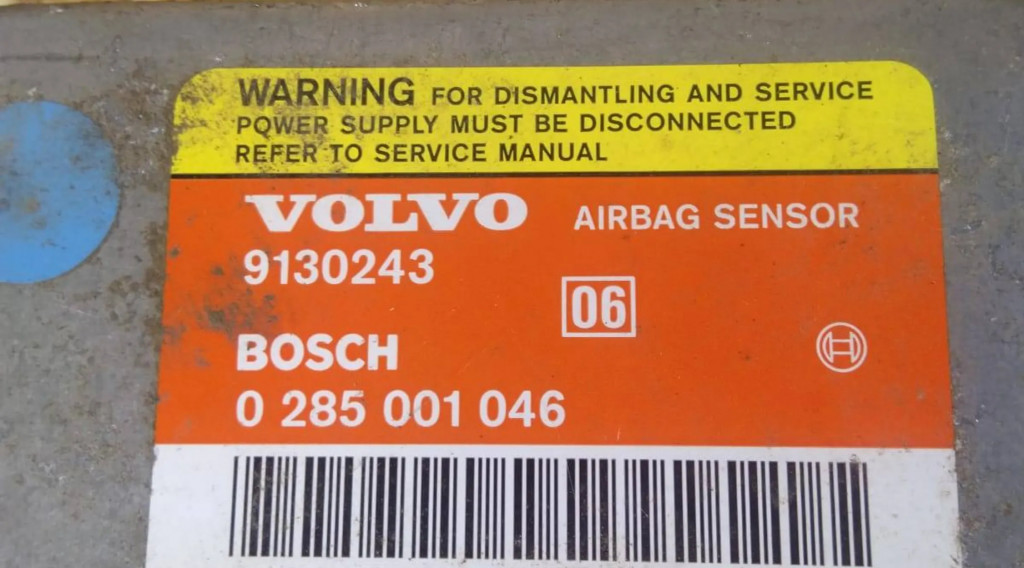 WARNING FOR DISMANTLING AND SERVICE
POWER SUPPLY MUST BE DISCONNECTED
REFER TO SERVICE MANUAL
VOLVO AIRBAG SENSOR
9130243
06
BOSCH
0 285 001 046